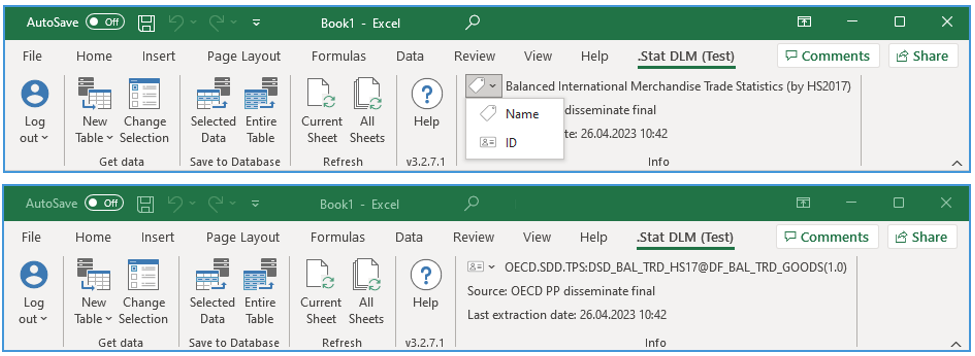 AutoSave Off Book1 - Excel
File Home Insert Page Layout Formulas Data Review View Help .Stat DLM (Test) Comments Share
Balanced International Merchandise Trade Statistics (by HS2017)
Name
disseminate final
Log New Change Selected Entire Current All Help
out Table Selection Data Table Sheet Sheets
26.04.2023 10:42
ID
Get data Save to Database Refresh v3.2.7.1 Info
AutoSave Off Book1 - Excel
File Home Insert Page Layout Formulas Data Review View Help .Stat DLM (Test) Comments Share
OECD.SDD.TPS:DSD_BAL_TRD_HS17@DF_BAL_TRD_GOODS(1.0)
Source: OECD PP disseminate final
Log New Change Selected Entire Current All Help
out Table Selection Data Table Sheet Sheets
Last extraction date: 26.04.2023 10:42
Get data Save to Database Refresh v3.2.7.1 Info